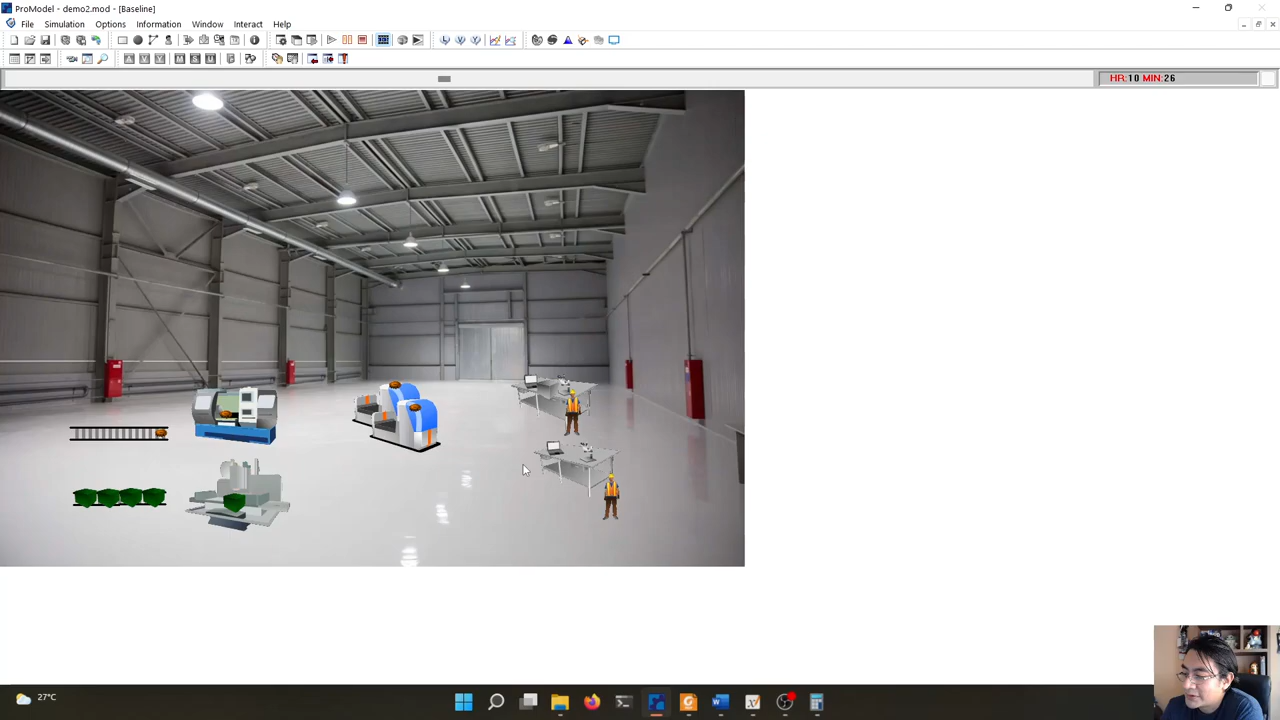 ProModel - demo2.mod - [Baseline]
File Simulation Options Information Window Interact Help
HR:10 MIN:26
27°C